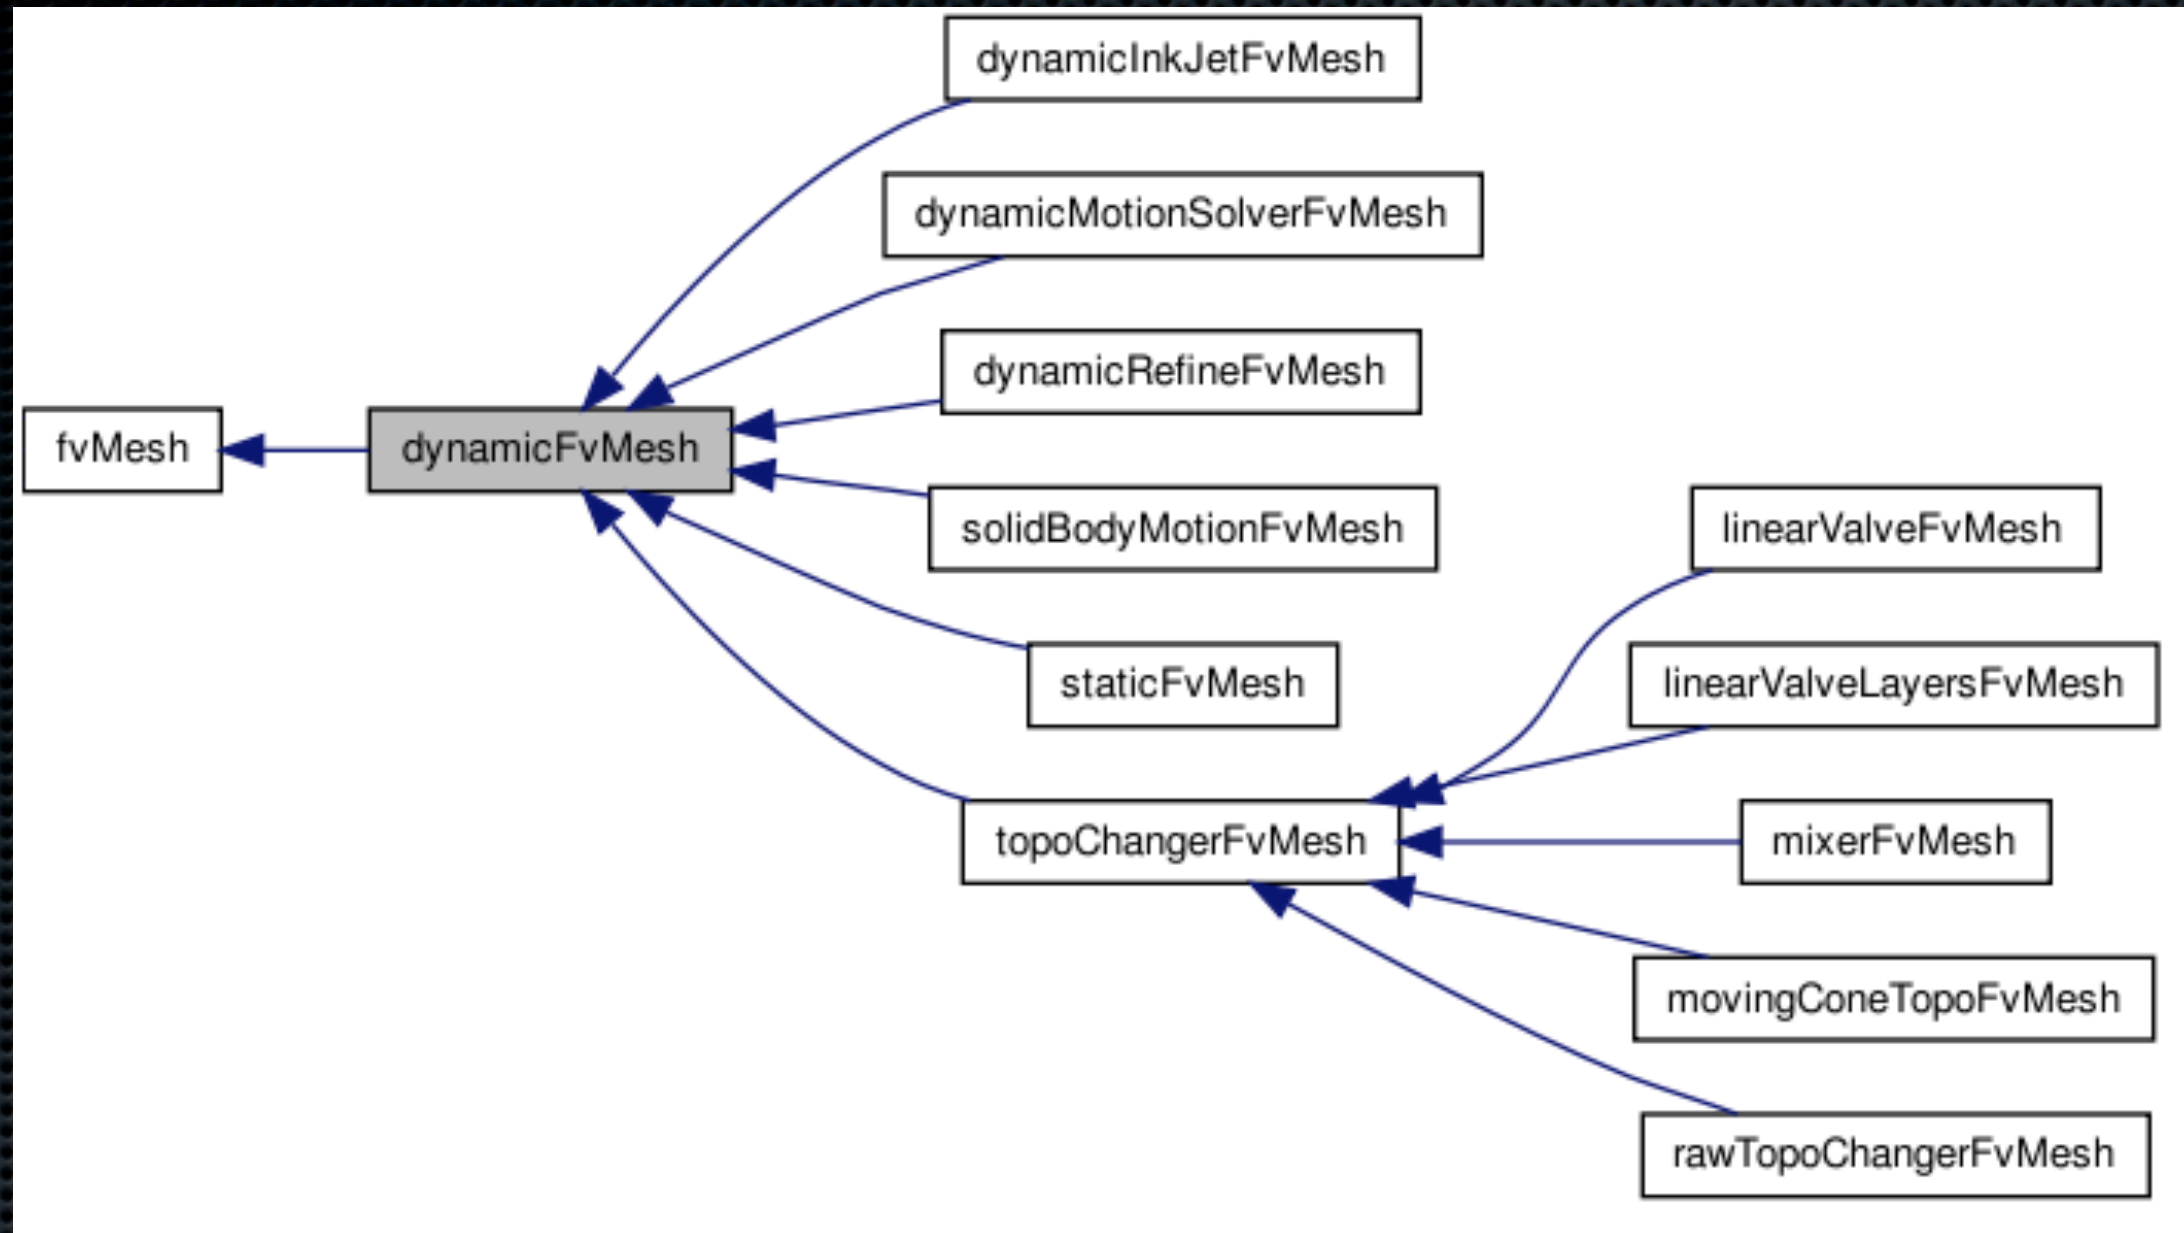 dynamicInkJetFvMesh
dynamicMotionSolverFvMesh
dynamicRefineFvMesh
fvMesh
dynamicFvMesh
solidBodyMotionFvMesh
linearValveFvMesh
staticFvMesh
linearValveLayersFvMesh
topoChangerFvMesh
mixerFvMesh
movingConeTopoFvMesh
rawTopoChangerFvMesh